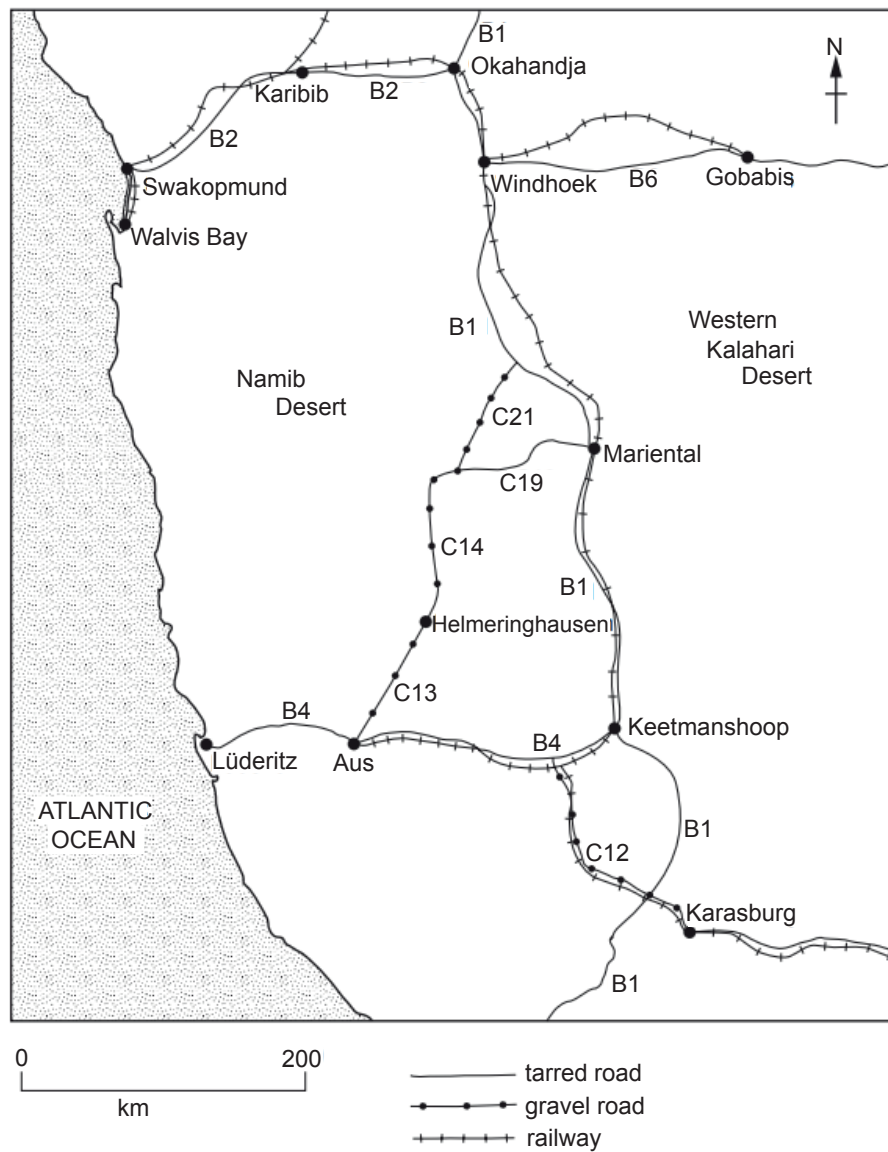 B1
N
Okahandja
Karibib
B2
B2
Swakopmund
Windhoek
B6
Gobabis
Walvis Bay
B1
Western
Kalahari
Desert
Namib
Desert
C21
Mariental
C19
C14
B1
Helmeringhausen
C13
B4
Keetmanshoop
B4
Lüderitz
Aus
ATLANTIC
OCEAN
B1
C12
Karasburg
B1
0
200
km
tarred road
gravel road
railway